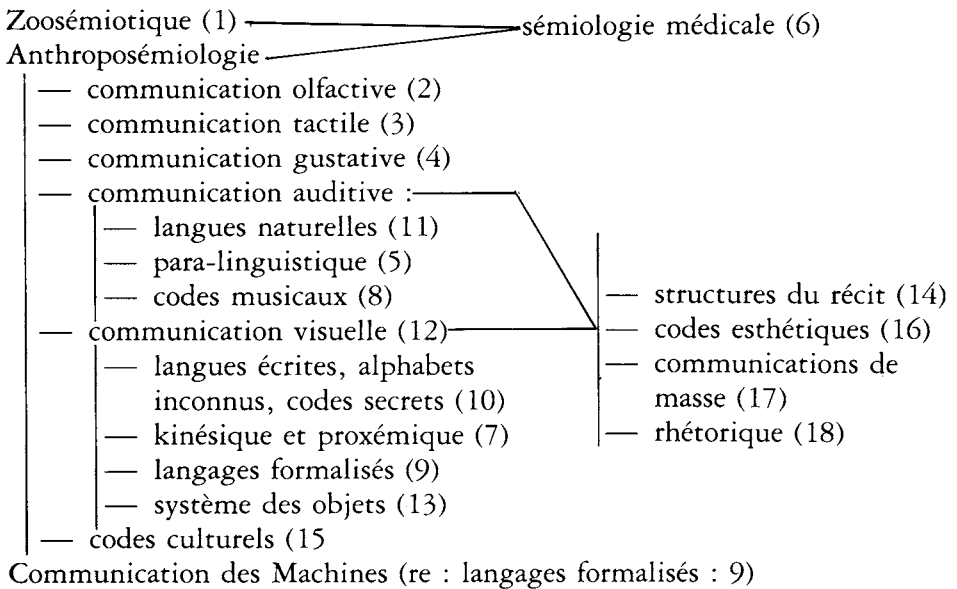 Zoosémiotique (1) sémiologie médicale (6)
Anthroposémiologie
— communication olfactive (2)
— communication tactile (3)
— communication gustative (4)
— communication auditive :
— langues naturelles (11)
— para-linguistique (5)
— codes musicaux (8)
— communication visuelle (12)
— langues écrites, alphabets
inconnus, codes secrets (10)
— kinésique et proxémique (7)
— langages formalisés (9)
— système des objets (13)
— codes culturels (15
— structures du récit (14)
— codes esthétiques (16)
— communications de
masse (17)
— rhétorique (18)
Communication des Machines (re : langages formalisés : 9)